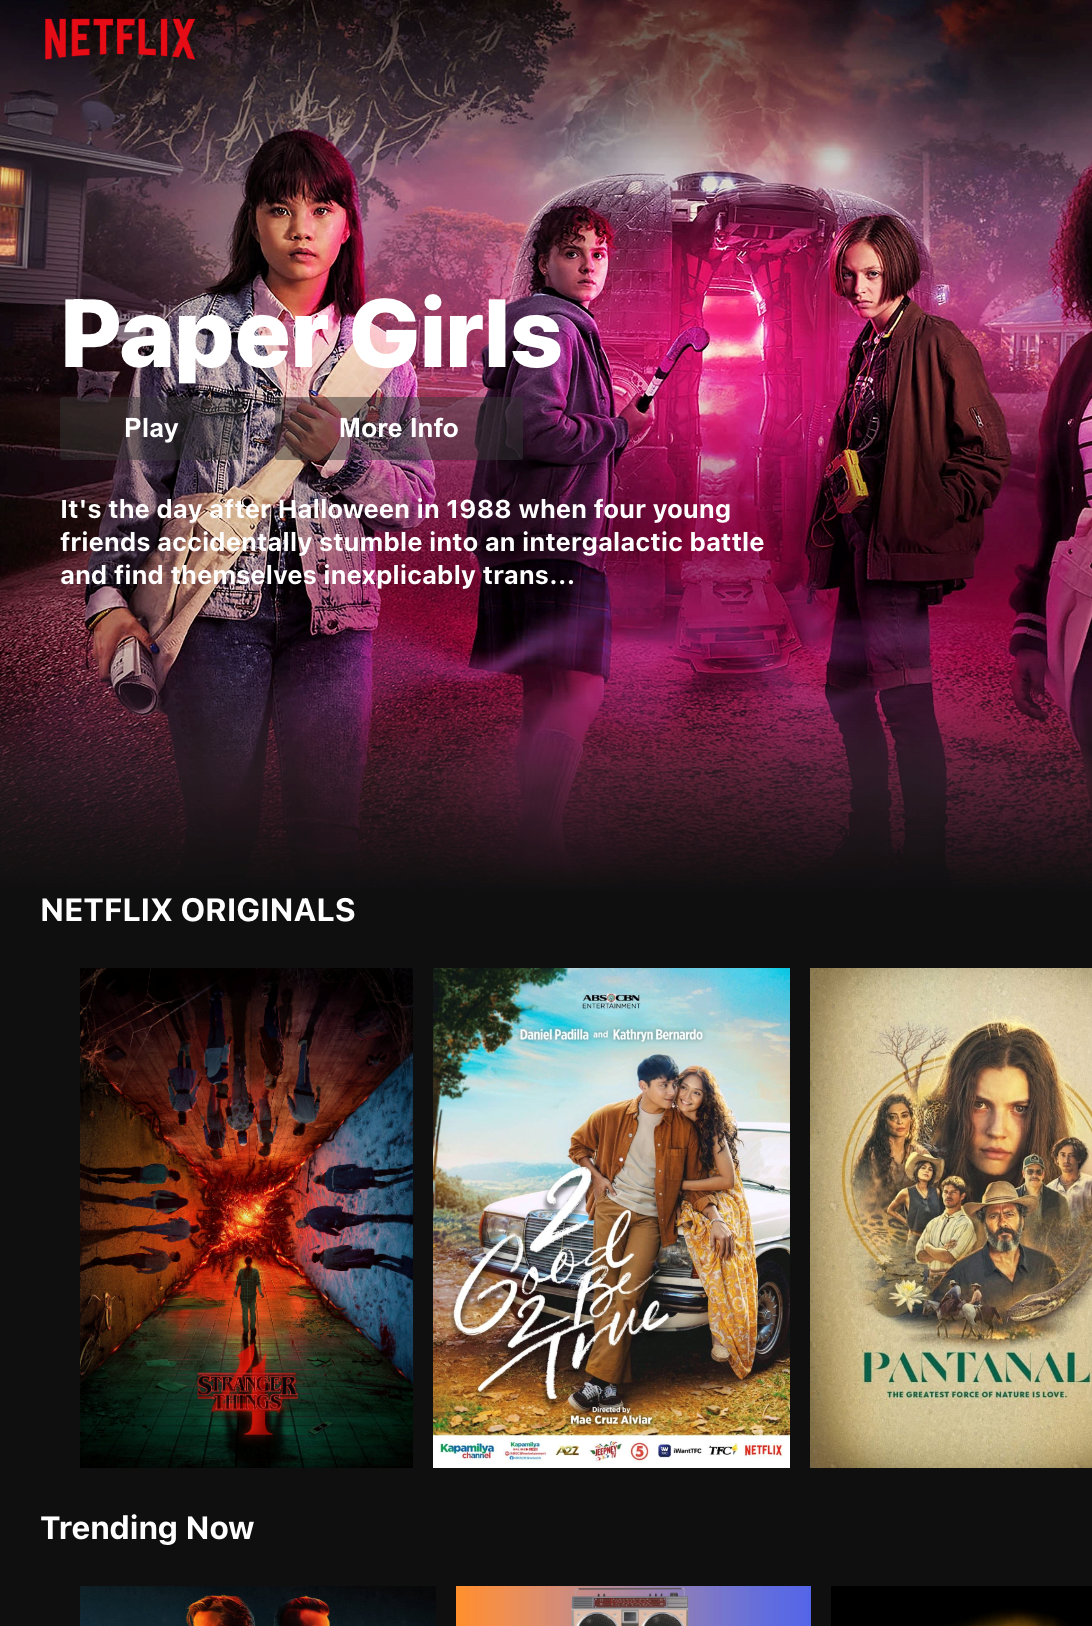 NETFLIX
Paper Girls
Play
More Info
It's the day after Halloween in 1988 when four young
friends accidentally stumble into an intergalactic battle
and find themselves inexplicably trans...
NETFLIX ORIGINALS
STRANGER
THINGS
4
ABS CBN
ENTERTAINMENT
Daniel Padilla and Kathryn Bernardo
2
Good
Be
2
True
Directed by
Mae Cruz Alviar
Kapamilya
channel
Kapamilya
A2Z
JEEPNEY
TV
5
iWantTFC
TFC
NETFLIX
PANTANAL
THE GREATEST FORCE OF NATURE IS LOVE.
Trending Now